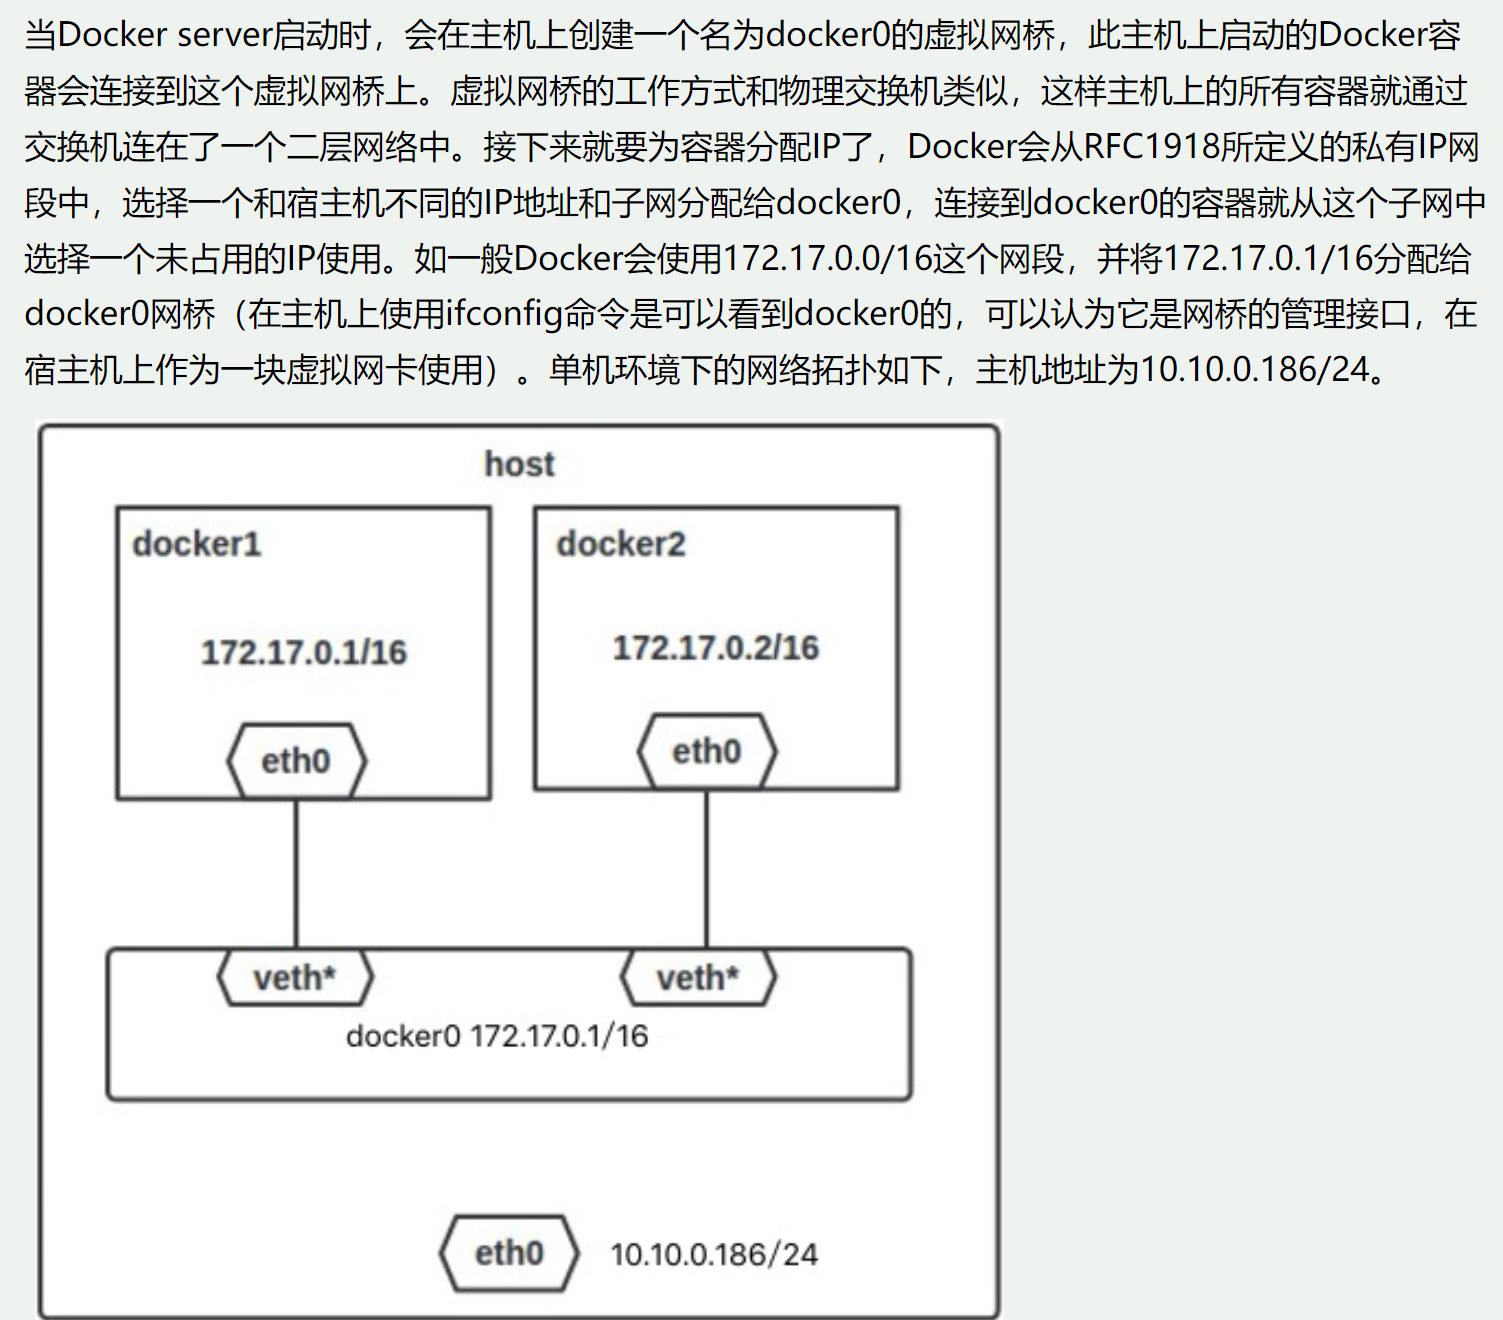 当Docker server启动时，会在主机上创建一个名为docker0的虚拟网桥，此主机上启动的Docker容
器会连接到这个虚拟网桥上。虚拟网桥的工作方式和物理交换机类似，这样主机上的所有容器就通过
交换机连在了一个二层网络中。接下来就要为容器分配IP了，Docker会从RFC1918所定义的私有IP网
段中，选择一个和宿主机不同的IP地址和子网分配给docker0，连接到docker0的容器就从这个子网中
选择一个未占用的IP使用。如一般Docker会使用172.17.0.0/16这个网段，并将172.17.0.1/16分配给
docker0网桥（在主机上使用ifconfig命令是可以看到docker0的，可以认为它是网桥的管理接口，在
宿主机上作为一块虚拟网卡使用）。单机环境下的网络拓扑如下，主机地址为10.10.0.186/24。
host
docker1
docker2
172.17.0.1/16
172.17.0.2/16
eth0
eth0
veth*
veth*
docker0 172.17.0.1/16
eth0
10.10.0.186/24